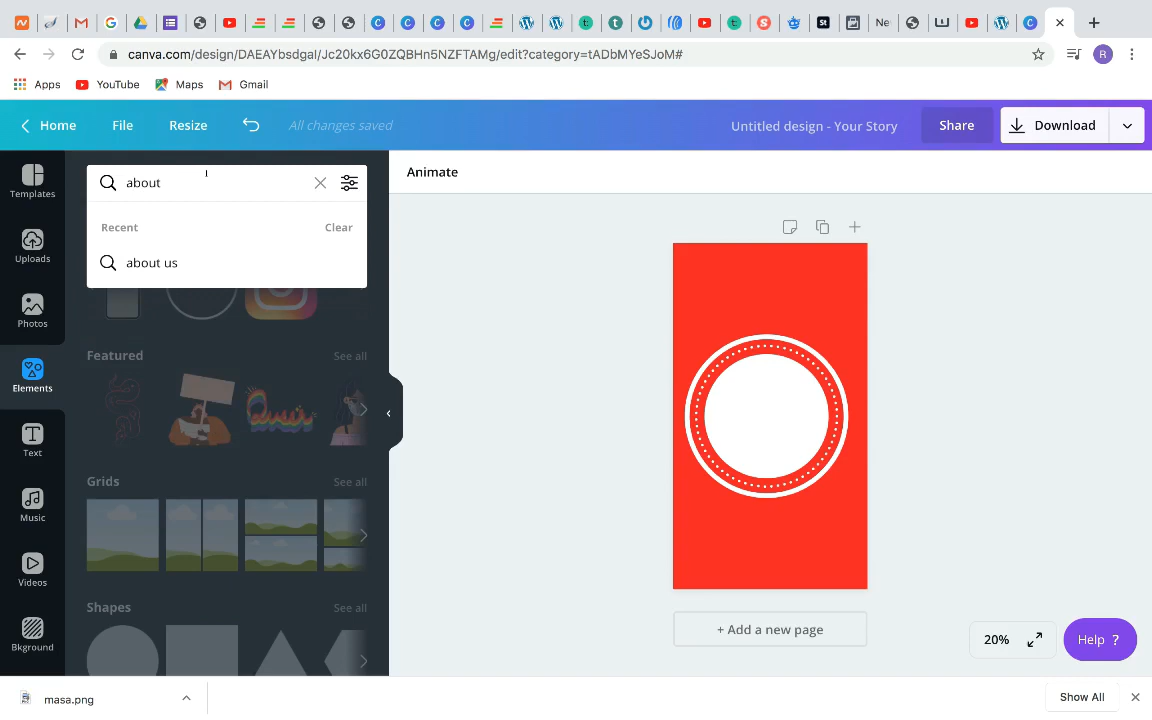 canva.com/design/DAEAYbsdgaI/Jc20kx6G0ZQBHn5NZFTAMg/edit?category=tADbMYeSJoM#
Apps YouTube Maps Gmail
Home File Resize All changes saved Untitled design - Your Story Share Download
Templates
Uploads
Photos
Elements
Text
Music
Videos
Bkground
about
Recent Clear
about us
Featured See all
Queer
Grids See all
Shapes See all
Animate
+ Add a new page
20%
Help ?
masa.png
Show All